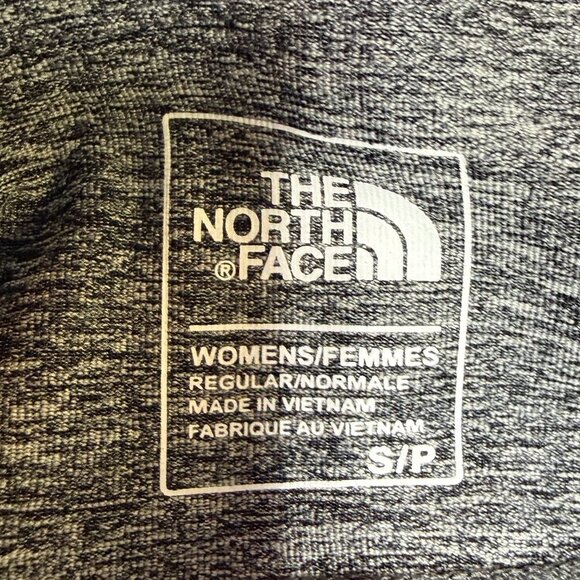 THE
NORTH
®FACE
WOMENS/FEMMES
REGULAR/NORMALE
MADE IN VIETNAM
FABRIQUE AU VIETNAM
S/P